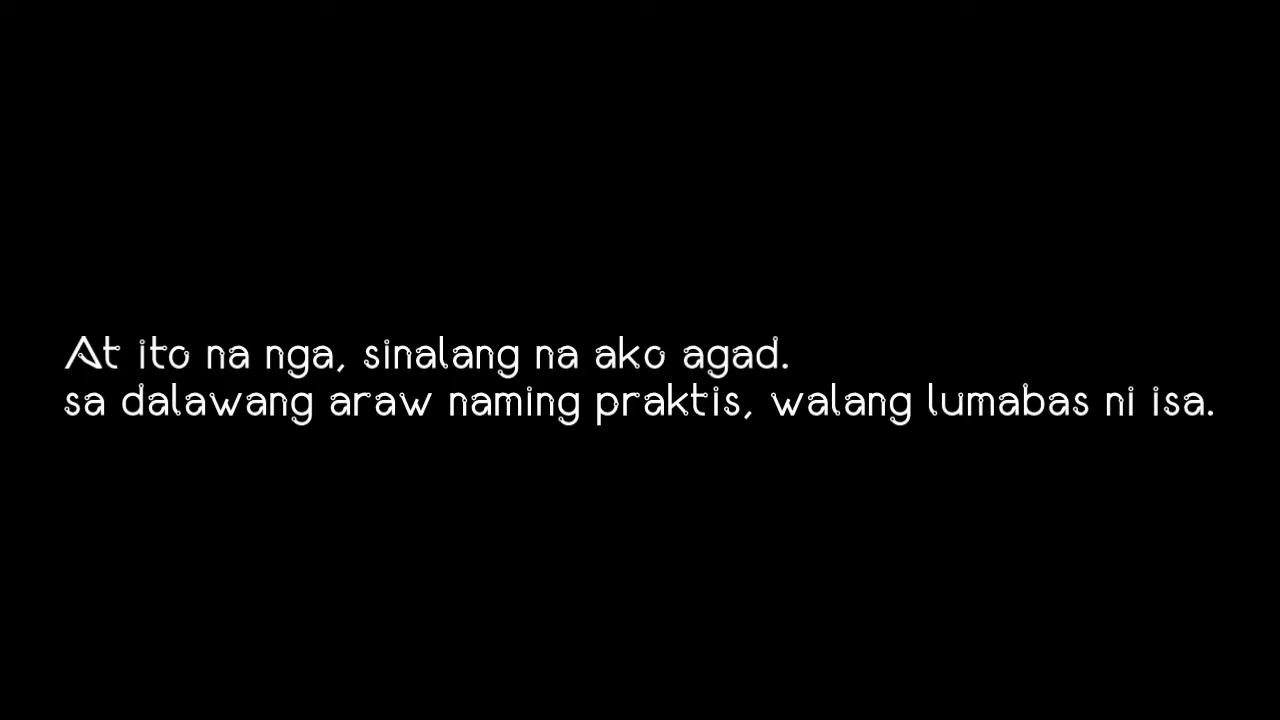 At ito na nga, sinalang na ako agad.
sa dalawang araw naming praktis, walang lumabas ni isa.